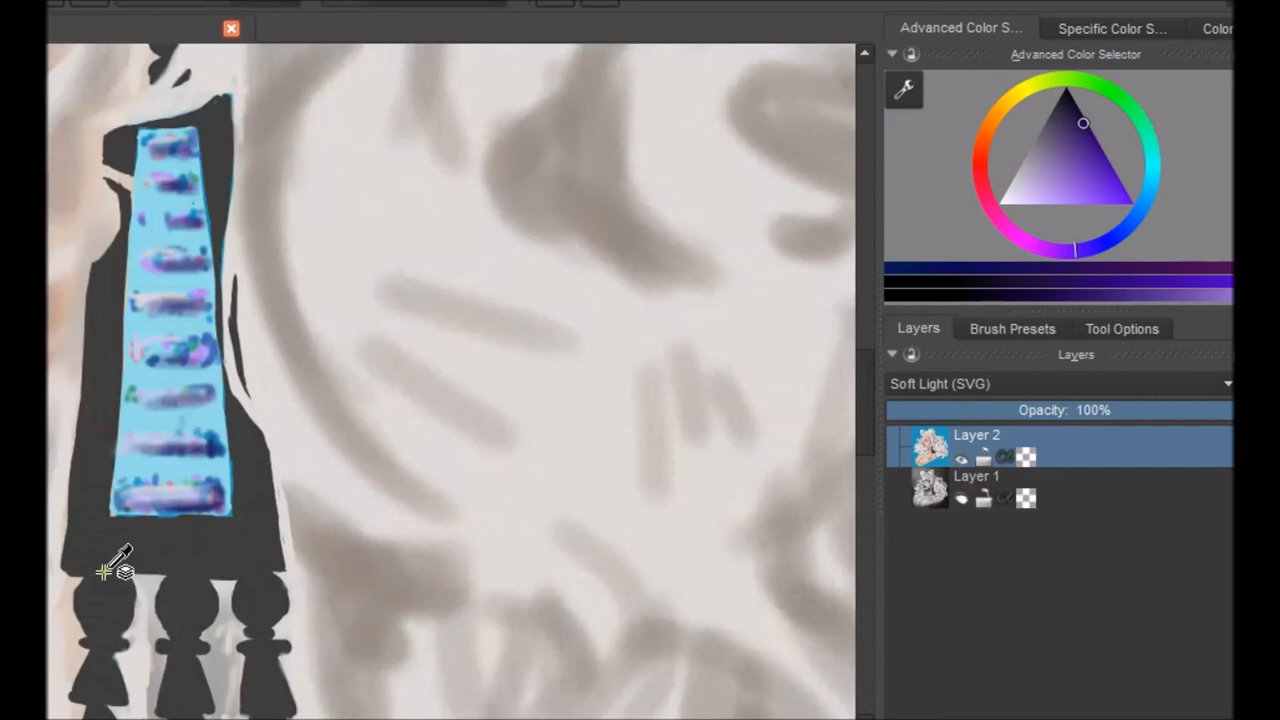 Advanced Color S...
Specific Color S...
Color
Advanced Color Selector
Layers
Brush Presets
Tool Options
Layers
Soft Light (SVG)
Opacity: 100%
Layer 2
Layer 1